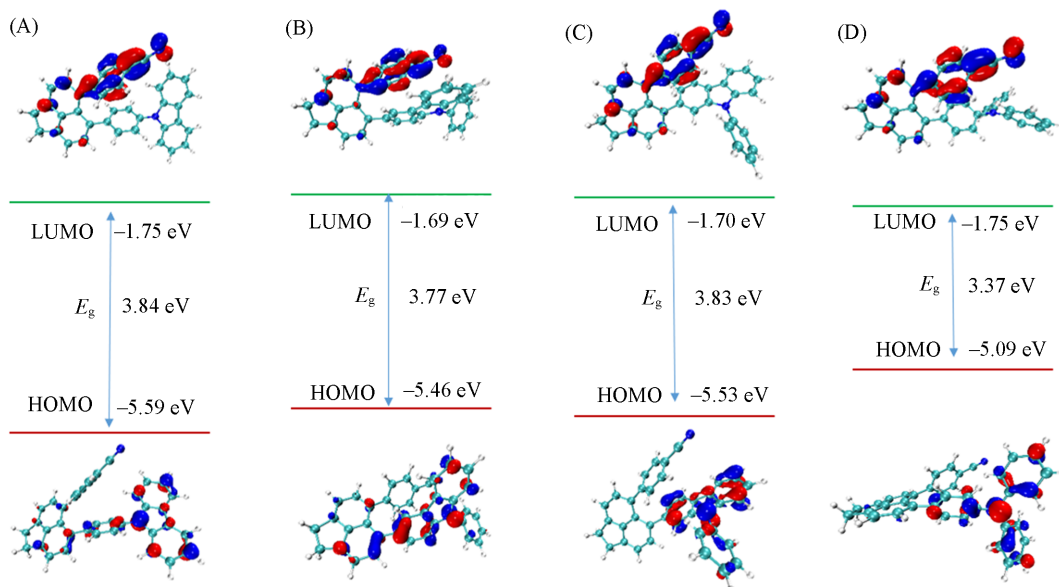 (A)
(B)
(C)
(D)
LUMO –1.75 eV
LUMO –1.69 eV
LUMO –1.70 eV
LUMO –1.75 eV
Eg 3.84 eV
Eg 3.77 eV
Eg 3.83 eV
Eg 3.37 eV
HOMO –5.59 eV
HOMO –5.46 eV
HOMO –5.53 eV
HOMO –5.09 eV